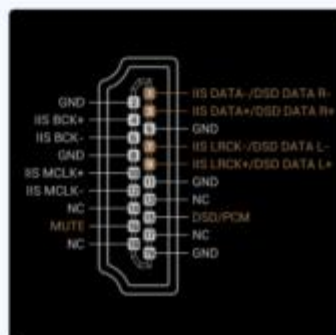 IIS DATA-/DSD DATA R-
GND
IIS DATA+/DSD DATA R+
IIS BCK+
GND
IIS BCK-
IIS LRCK-/DSD DATA L-
GND
IIS LRCK+/DSD DATA L+
IIS MCLK+
GND
IIS MCLK-
NC
NC
DSD/PCM
MUTE
NC
NC
GND